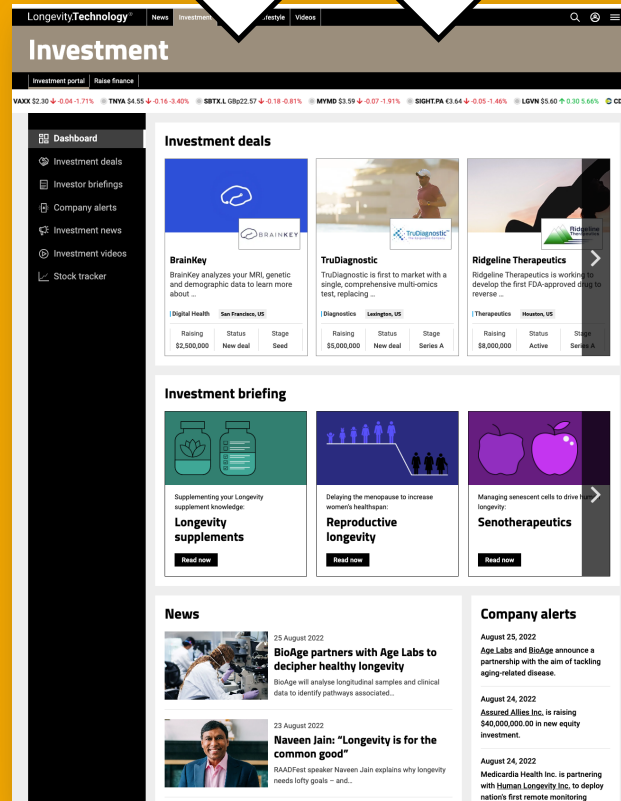 Longevity.Technology®
News
Investment
festyle
Videos
Investment
Investment portal
Raise finance
VAXX $2.30 -0.04 -1.71% TNYA $4.55 -0.16 -3.40% SBTX.L GBp22.57 -0.18 -0.81% MYMD $3.59 -0.07 -1.91% SIGHT.PA €3.64 -0.05 -1.46% LGVN $5.60 0.30 5.66% CD
Dashboard
Investment deals
Investor briefings
Company alerts
Investment news
Investment videos
Stock tracker
Investment deals
BRAINKEY
BrainKey
BrainKey analyzes your MRI, genetic
and demographic data to learn more
about ...
Digital Health San Francisco, US
Raising Status Stage
$2,500,000 New deal Seed
TruDiagnostic™
TruDiagnostic
TruDiagnostic is first to market with a
single, comprehensive multi-omics
test, replacing ...
Diagnostics Lexington, US
Raising Status Stage
$5,000,000 New deal Series A
Ridgeline
Therapeutics
Ridgeline Therapeutics
Ridgeline Therapeutics is working to
develop the first FDA-approved drug to
reverse ...
Therapeutics Houston, US
Raising Status Stage
$8,000,000 Active Series A
Investment briefing
Supplementing your Longevity
supplement knowledge:
Longevity
supplements
Read now
Delaying the menopause to increase
women's healthspan:
Reproductive
longevity
Read now
Managing senescent cells to drive human
longevity:
Senotherapeutics
Read now
News
25 August 2022
BioAge partners with Age Labs to
decipher healthy longevity
BioAge will analyse longitudinal samples and clinical
data to identify pathways associated...
23 August 2022
Naveen Jain: “Longevity is for the
common good”
RAADFest speaker Naveen Jain explains why longevity
needs lofty goals – and...
Company alerts
August 25, 2022
Age Labs and BioAge announce a
partnership with the aim of tackling
aging-related disease.
August 24, 2022
Assured Allies Inc. is raising
$40,000,000.00 in new equity
investment.
August 24, 2022
Medicardia Health Inc. is partnering
with Human Longevity Inc. to deploy
nation's first remote monitoring